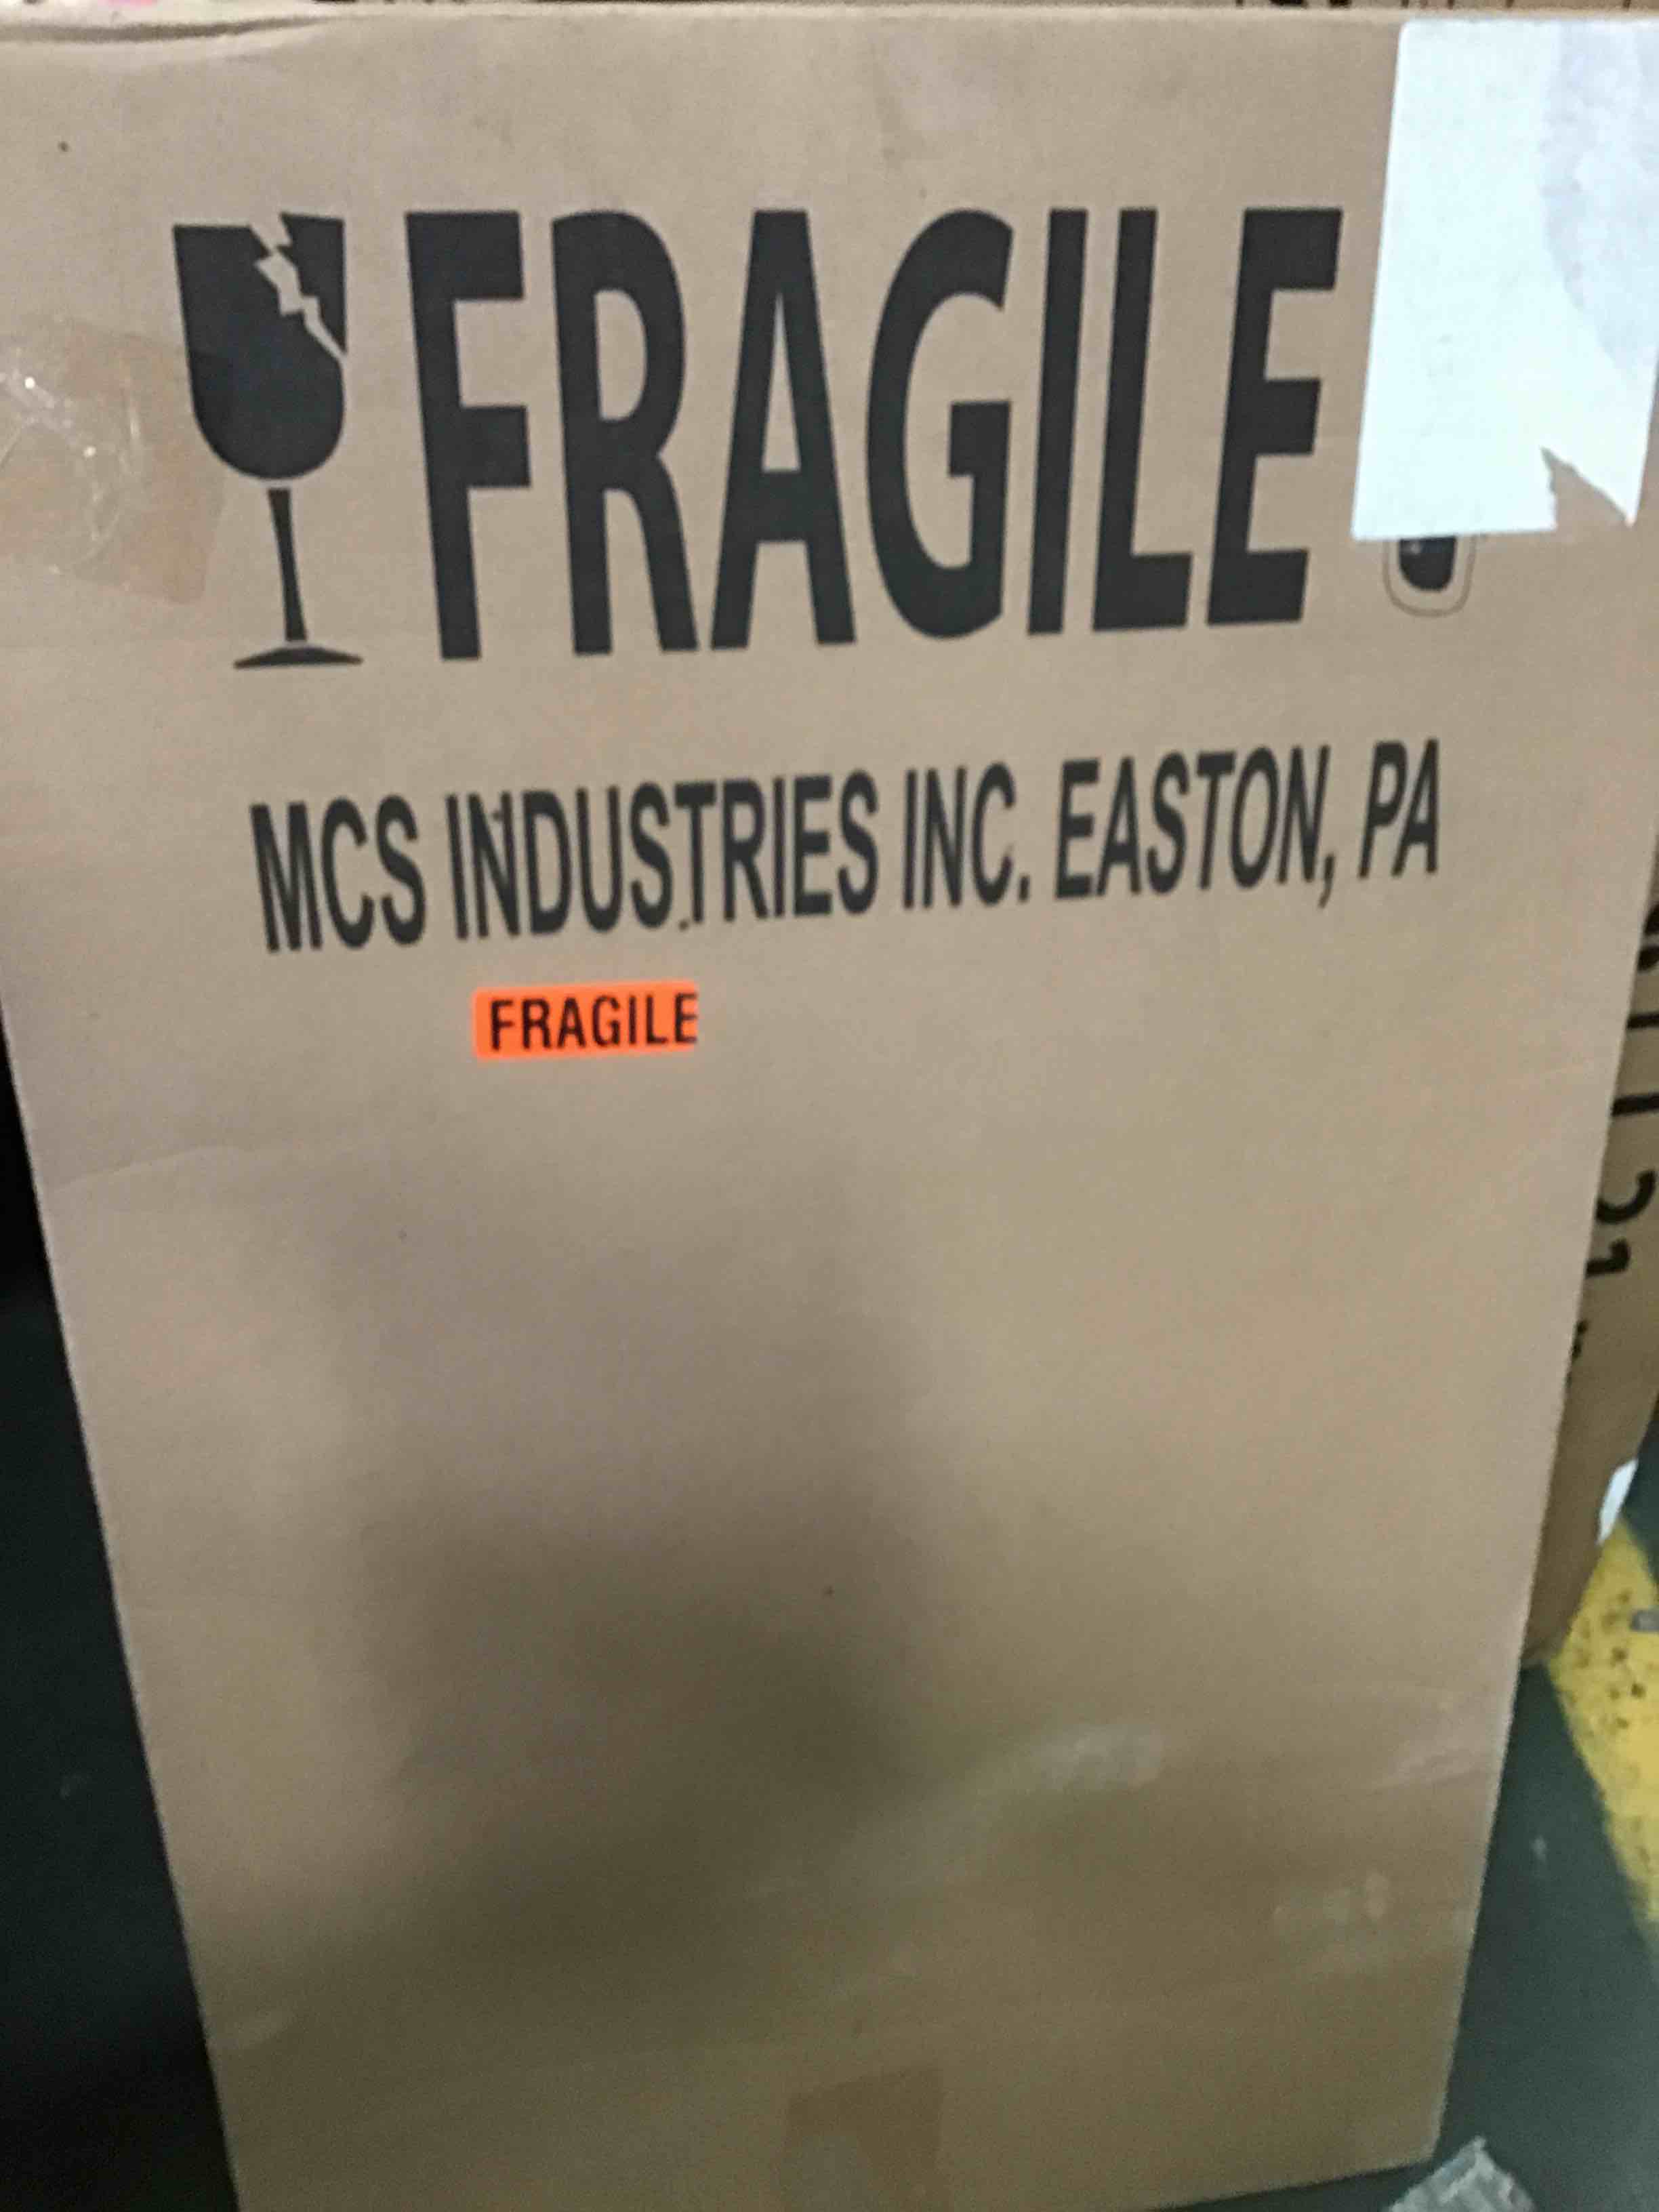 FRAGILE
MCS INDUSTRIES INC. EASTON, PA
FRAGILE